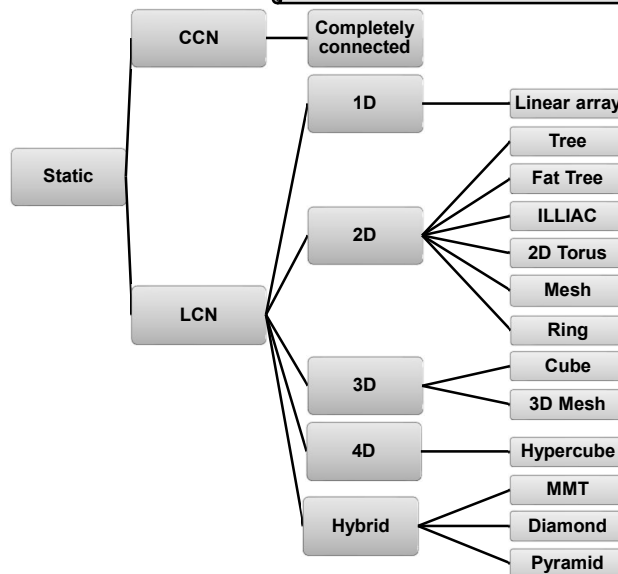 CCN
Completely
connected
1D
Linear array
Tree
Static
Fat Tree
ILLIAC
2D
2D Torus
Mesh
LCN
Ring
3D
Cube
3D Mesh
4D
Hypercube
MMT
Hybrid
Diamond
Pyramid